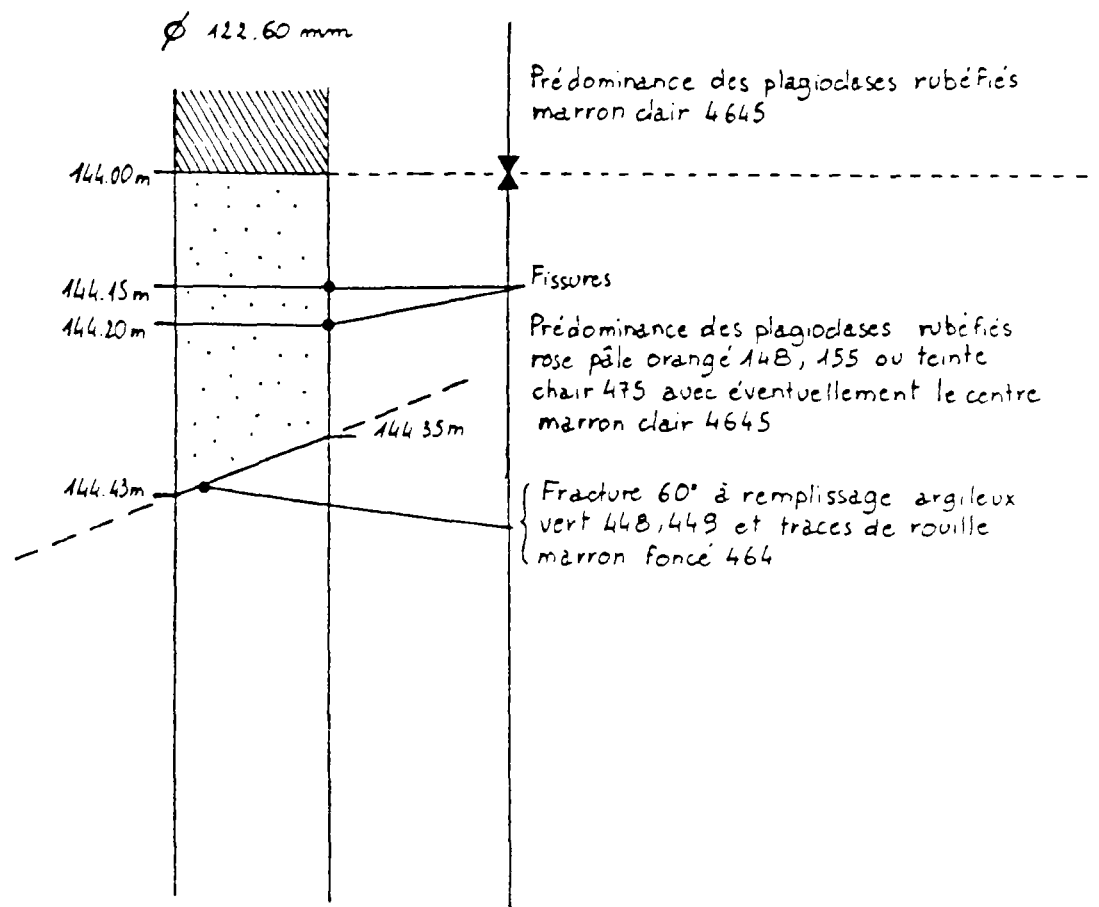 Ø 122.60 mm
Prédominance des plagioclases rubéfiés
marron clair 4645
144.00m
144.15m
Fissures
144.20m
Prédominance des plagioclases rubéfiés
rose pâle orangé 148, 155 ou teinte
chair 475 avec éventuellement le centre
marron clair 4645
144.35m
144.43m
Fracture 60° à remplissage argileux
vert 448, 449 et traces de rouille
marron foncé 464